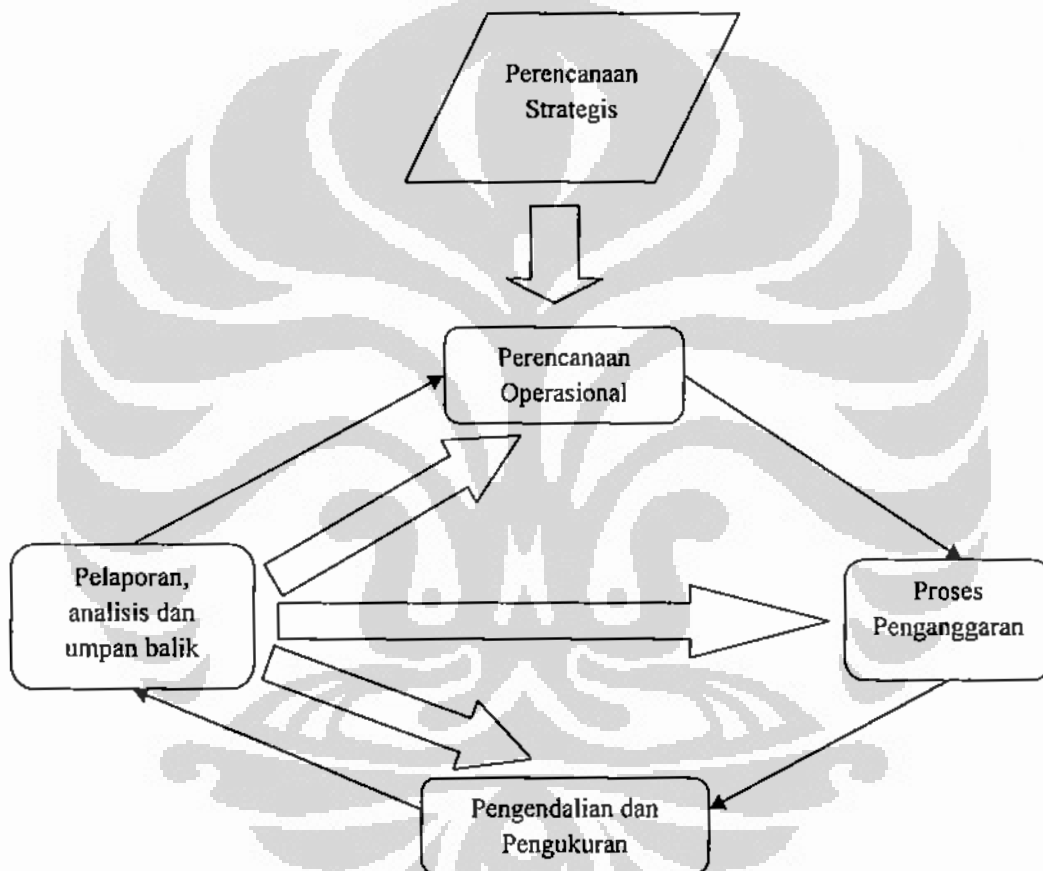 Perencanaan
Strategis
Perencanaan
Operasional
Pelaporan,
analisis dan
umpan balik
Proses
Penganggaran
Pengendalian dan
Pengukuran